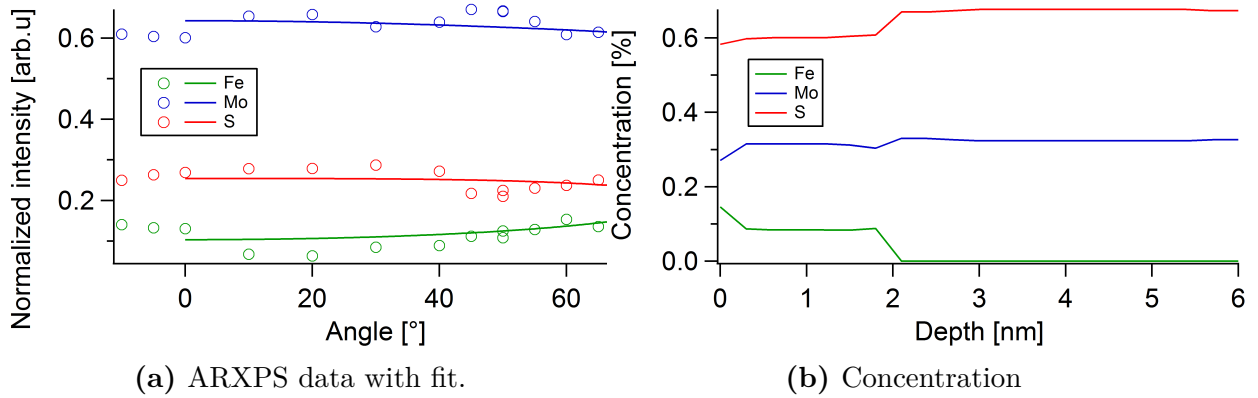 Normalized intensity [arb.u]
0.6
0.4
0.2
Fe
Mo
S
0
20
40
60
Angle [°]
(a) ARXPS data with fit.
Concentration [%]
0.6
0.4
0.2
0.0
Fe
Mo
S
0
1
2
3
4
5
6
Depth [nm]
(b) Concentration